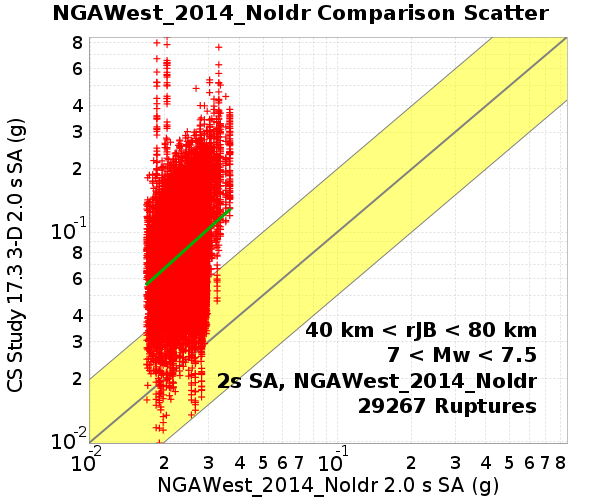 NGAWest_2014_NoIdr Comparison Scatter
CS Study 17.3 3-D 2.0 s SA (g)
8
6
4
3
2
10-1
8
6
4
3
2
10-2
40 km < rJB < 80 km
7 < Mw < 7.5
2s SA, NGAWest_2014_NoIdr
29267 Ruptures
10-2 2 3 4 5 6 7 10-1 2 3 4 5 6 7 8
NGAWest_2014_NoIdr 2.0 s SA (g)